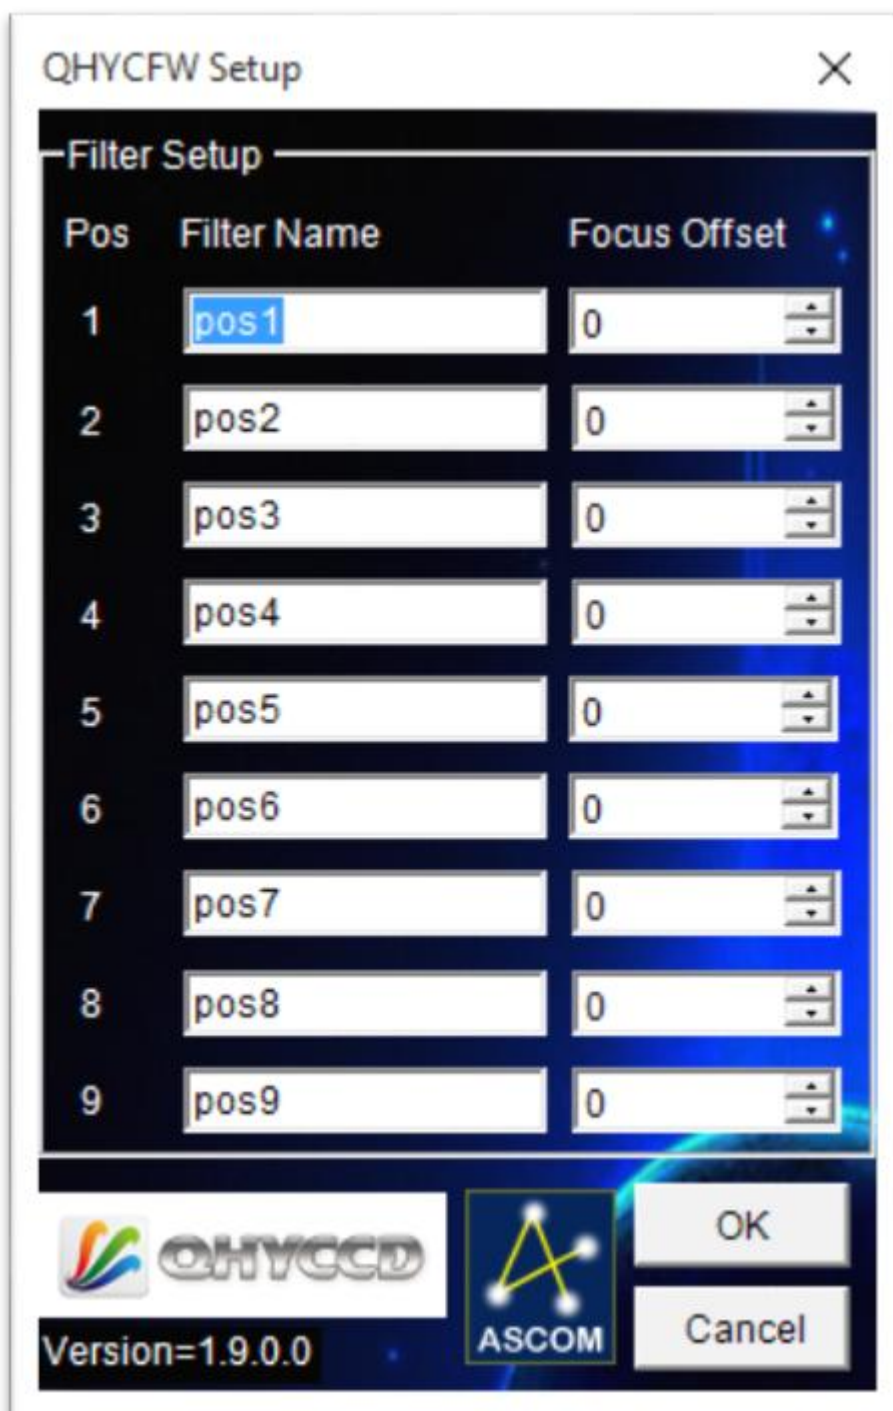 QHYCFW Setup
Filter Setup
Pos Filter Name Focus Offset
1 pos1 0
2 pos2 0
3 pos3 0
4 pos4 0
5 pos5 0
6 pos6 0
7 pos7 0
8 pos8 0
9 pos9 0
QHYCCD
ASCOM
OK
Cancel
Version=1.9.0.0